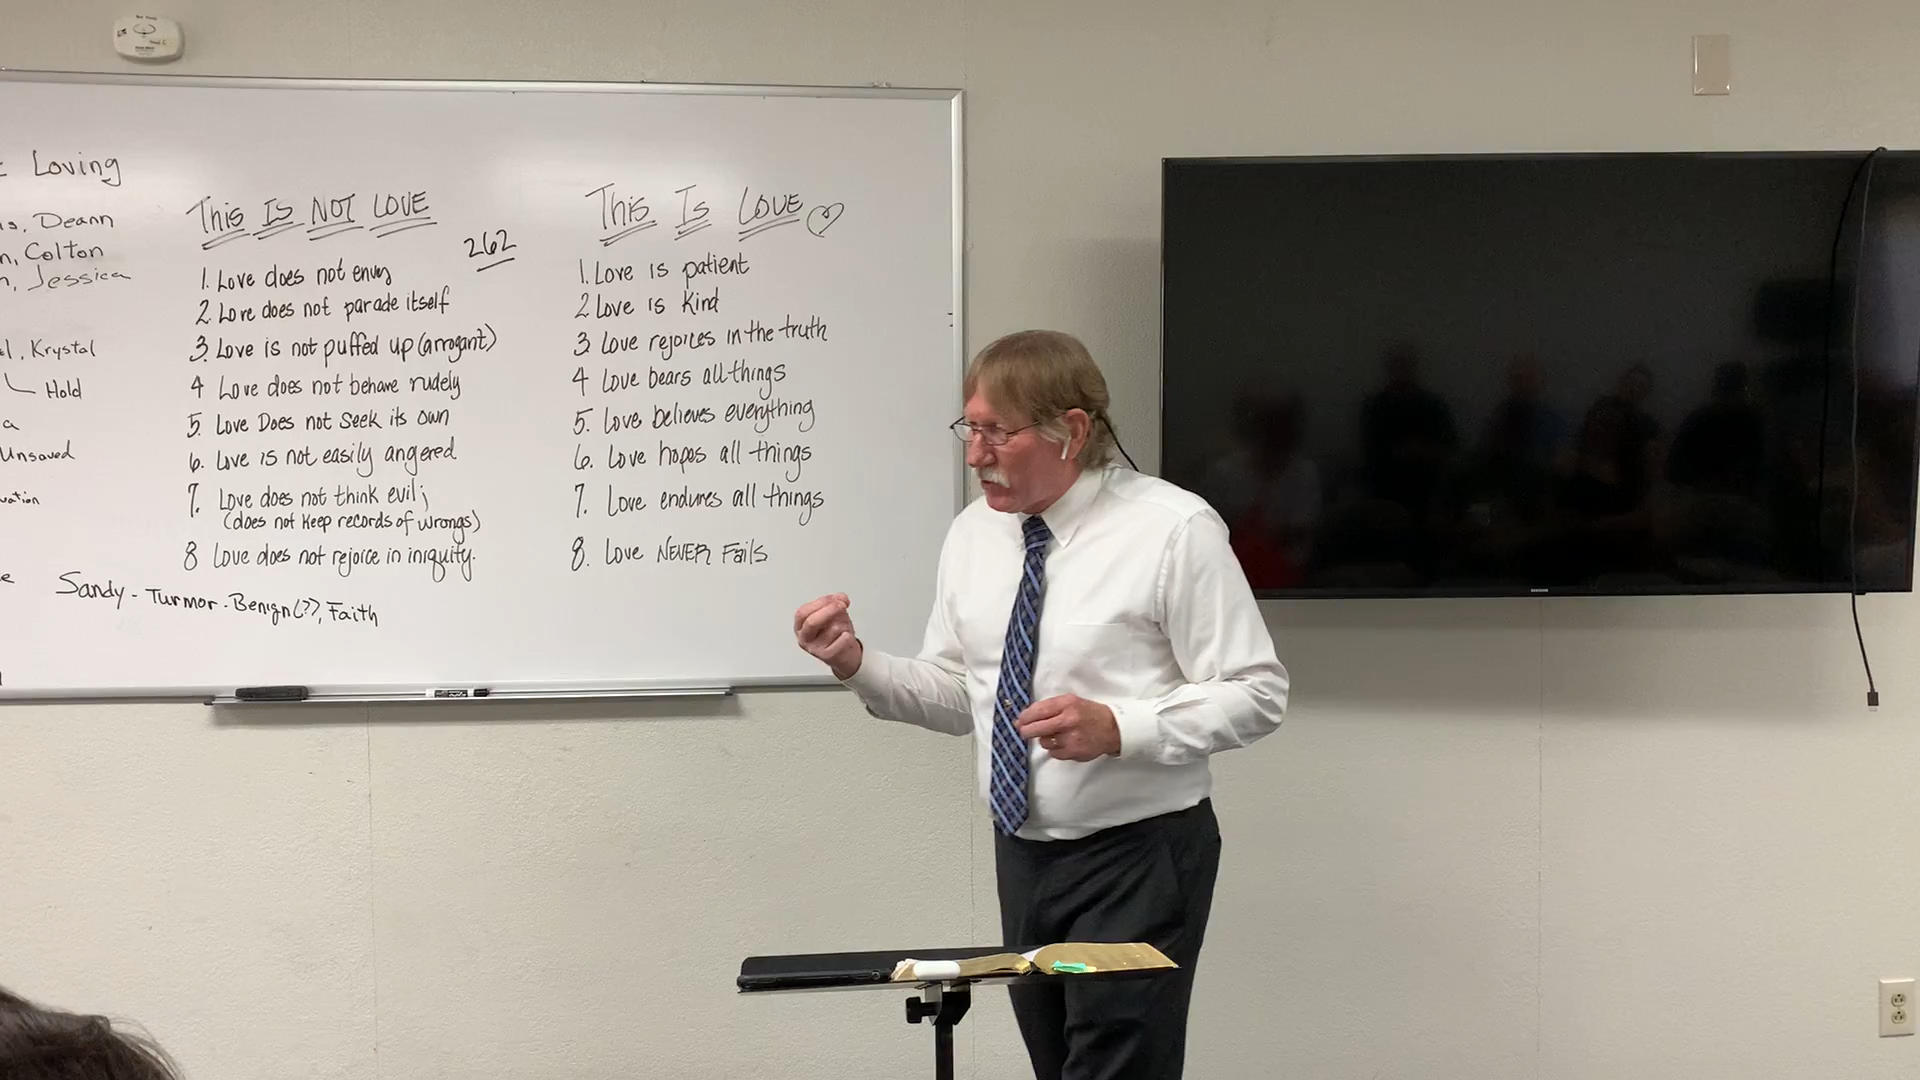 Loving
Deann
Colton
Jessica
Krystal
Hold
a
Unsaved
THIS IS NOT LOVE
262
1. Love does not envy
2. Love does not parade itself
3. Love is not puffed up (arrogant)
4 Love does not behave rudely
5. Love Does not Seek its own
6. Love is not easily angered
7. Love does not think evil;
(does not keep records of wrongs)
8 Love does not rejoice in iniquity.
Sandy - Turmor - Benign (??), Faith
THIS IS LOVE
1. Love is patient
2 Love is kind
3 Love rejoices in the truth
4 Love bears all things
5. Love believes everything
6. Love hopes all things
7. Love endures all things
8. Love NEVER Fails
SAMSUNG